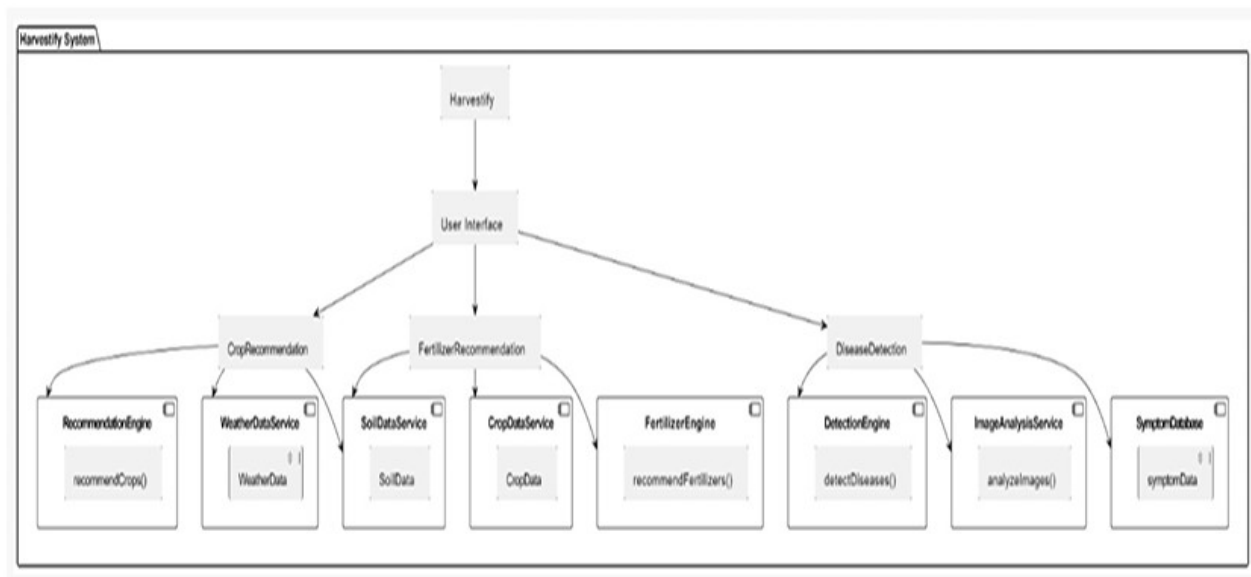 Harvestify System
Harvestify
User Interface
CropRecommendation
FertilizerRecommendation
DiseaseDetection
RecommendationEngine
WeatherDataService
SoilDataService
CropDataService
FertilizerEngine
DetectionEngine
ImageAnalysisService
SymptomDatabase
recommendCrops()
WeatherData
SoilData
CropData
recommendFertilizers()
detectDiseases()
analyzeImages()
symptomData